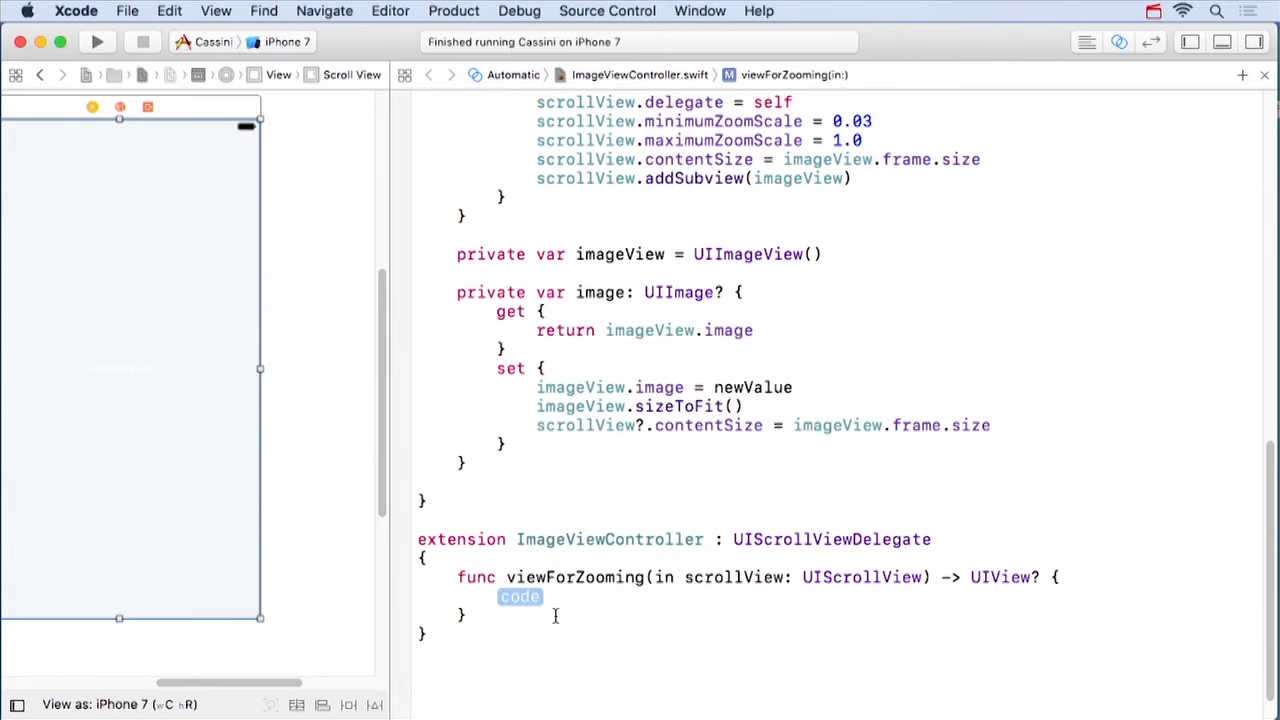 Xcode File Edit View Find Navigate Editor Product Debug Source Control Window Help
Cassini iPhone 7 Finished running Cassini on iPhone 7
View Scroll View Automatic ImageViewController.swift M viewForZooming(in:)
scrollView.delegate = self
scrollView.minimumZoomScale = 0.03
scrollView.maximumZoomScale = 1.0
scrollView.contentSize = imageView.frame.size
scrollView.addSubview(imageView)
}
}
private var imageView = UIImageView()
private var image: UIImage? {
get {
return imageView.image
}
set {
imageView.image = newValue
imageView.sizeToFit()
scrollView?.contentSize = imageView.frame.size
}
}
}
extension ImageViewController : UIScrollViewDelegate
{
func viewForZooming(in scrollView: UIScrollView) -> UIView? {
code
}
}
View as: iPhone 7 (wC hR)